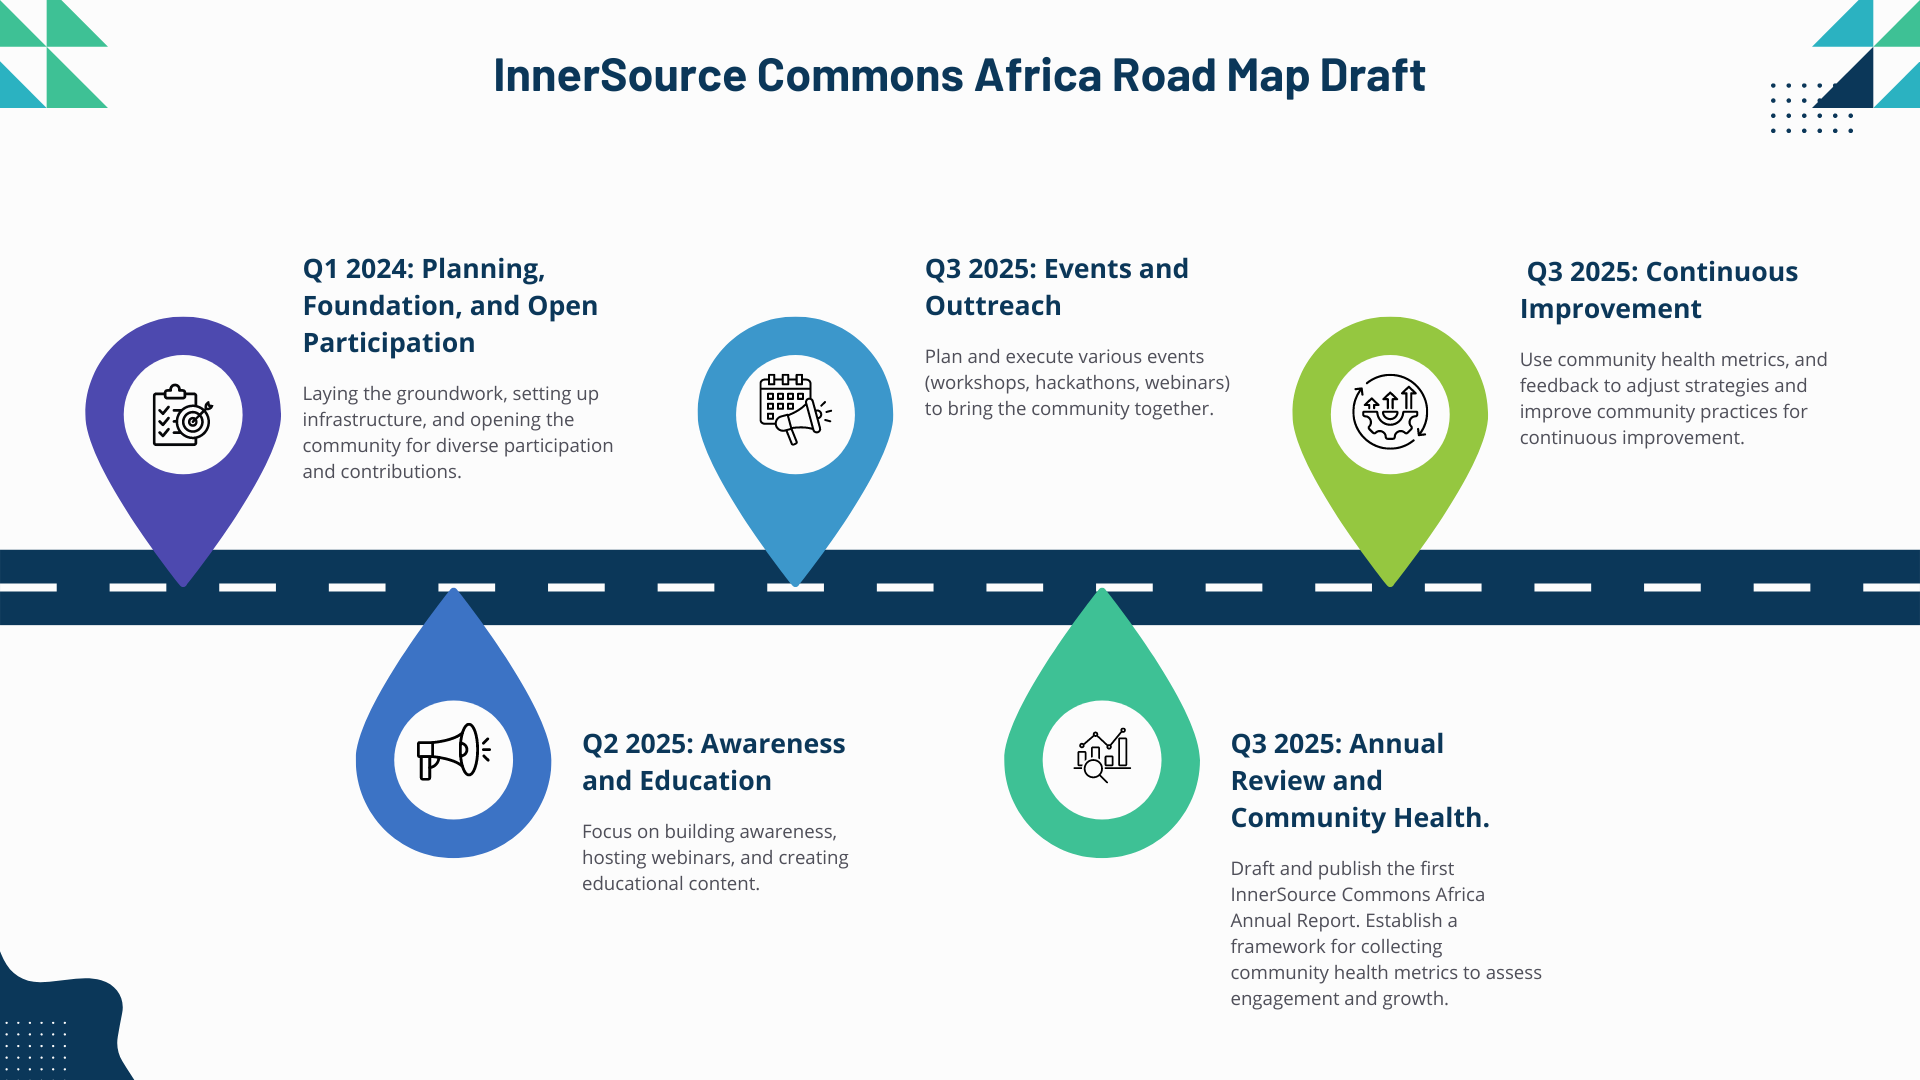 InnerSource Commons Africa Road Map Draft
Q1 2024: Planning,
Foundation, and Open
Participation
Laying the groundwork, setting up
infrastructure, and opening the
community for diverse participation
and contributions.
Q2 2025: Awareness
and Education
Focus on building awareness,
hosting webinars, and creating
educational content.
Q3 2025: Events and
Outtreach
Plan and execute various events
(workshops, hackathons, webinars)
to bring the community together.
Q3 2025: Annual
Review and
Community Health.
Draft and publish the first
InnerSource Commons Africa
Annual Report. Establish a
framework for collecting
community health metrics to assess
engagement and growth.
Q3 2025: Continuous
Improvement
Use community health metrics, and
feedback to adjust strategies and
improve community practices for
continuous improvement.